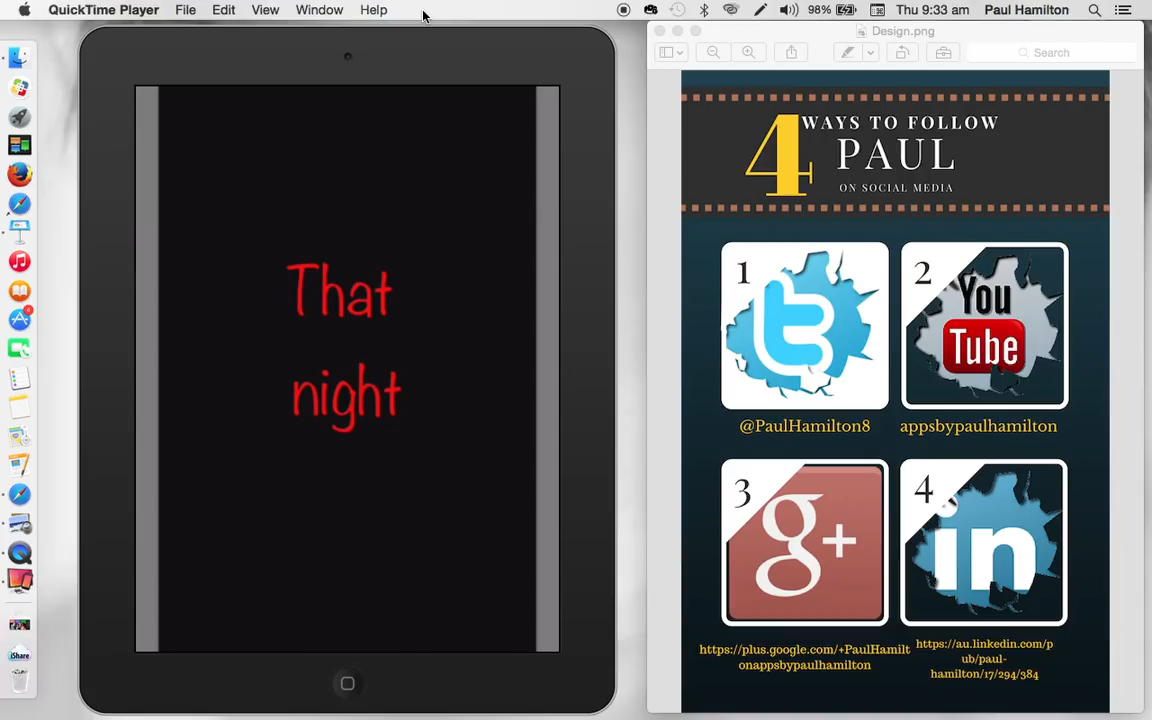 QuickTime Player File Edit View Window Help 98% Thu 9:33 am Paul Hamilton
Design.png
Search
That
night
4 WAYS TO FOLLOW
PAUL
ON SOCIAL MEDIA
1
2
You
Tube
@PaulHamilton8
appsbypaulhamilton
3
g+
4
in
https://plus.google.com/+PaulHamilt
onappsbypaulhamilton
https://au.linkedin.com/p
ub/paul-
hamilton/17/294/384
iShare